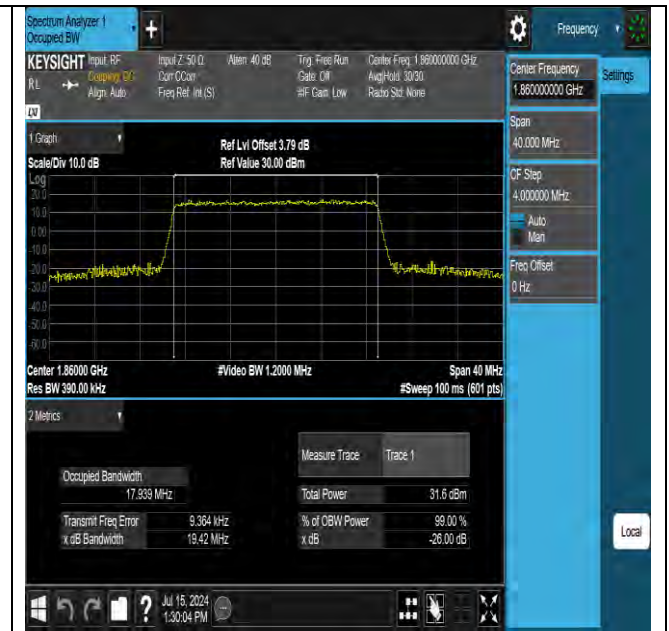 Spectrum Analyzer 1
Occupied BW
+
Frequency
KEYSIGHT
RL
Input: RF
Coupling: DC
Align: Auto
Input Z: 50 Ω
Corr CCorr
Freq Ref: Int (S)
Atten: 40 dB
Trig: Free Run
Gate: Off
#IF Gain: Low
Center Freq: 1.860000000 GHz
Avg|Hold: 30/30
Radio Std: None
LXI
Center Frequency
1.860000000 GHz
Settings
Span
40.000 MHz
CF Step
4.000000 MHz
Auto
Man
Freq Offset
0 Hz
1 Graph
Scale/Div 10.0 dB
Ref Lvl Offset 3.79 dB
Ref Value 30.00 dBm
Log
20.0
10.0
0.00
-10.0
-20.0
-30.0
-40.0
-50.0
-60.0
Center 1.86000 GHz
Res BW 390.00 kHz
#Video BW 1.2000 MHz
Span 40 MHz
#Sweep 100 ms (601 pts)
2 Metrics
Measure Trace Trace 1
Occupied Bandwidth
17.939 MHz
Total Power 31.6 dBm
Transmit Freq Error 9.364 kHz
% of OBW Power 99.00 %
x dB Bandwidth 19.42 MHz
x dB -26.00 dB
Local
?
Jul 15, 2024
1:30:04 PM